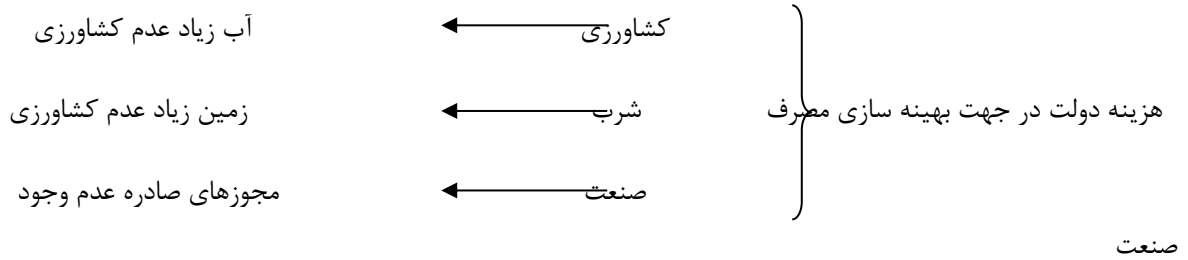 کشاورزی آب زیاد عدم کشاورزی
هزینه دولت در جهت بهینه سازی مصرف شرب زمین زیاد عدم کشاورزی
صنعت مجوزهای صادره عدم وجود
صنعت